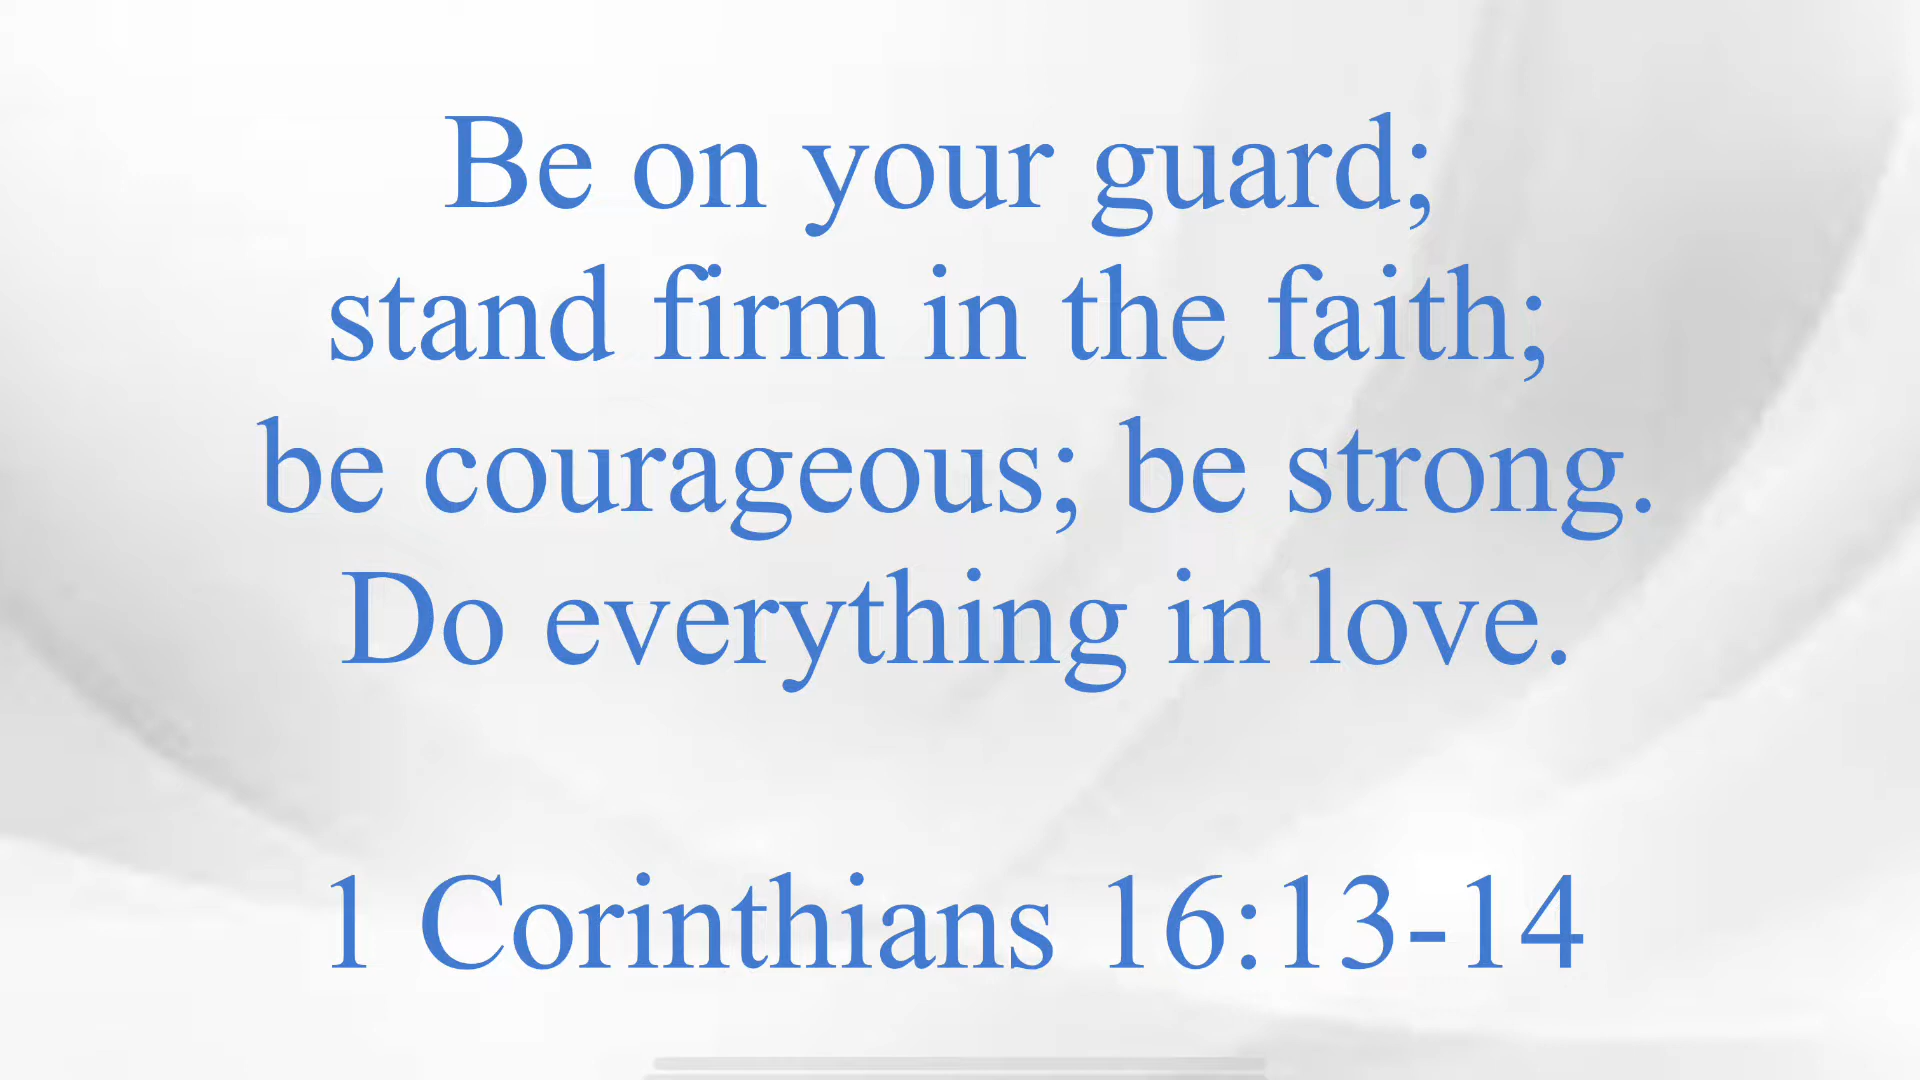 Be on your guard;
stand firm in the faith;
be courageous; be strong.
Do everything in love.
1 Corinthians 16:13-14